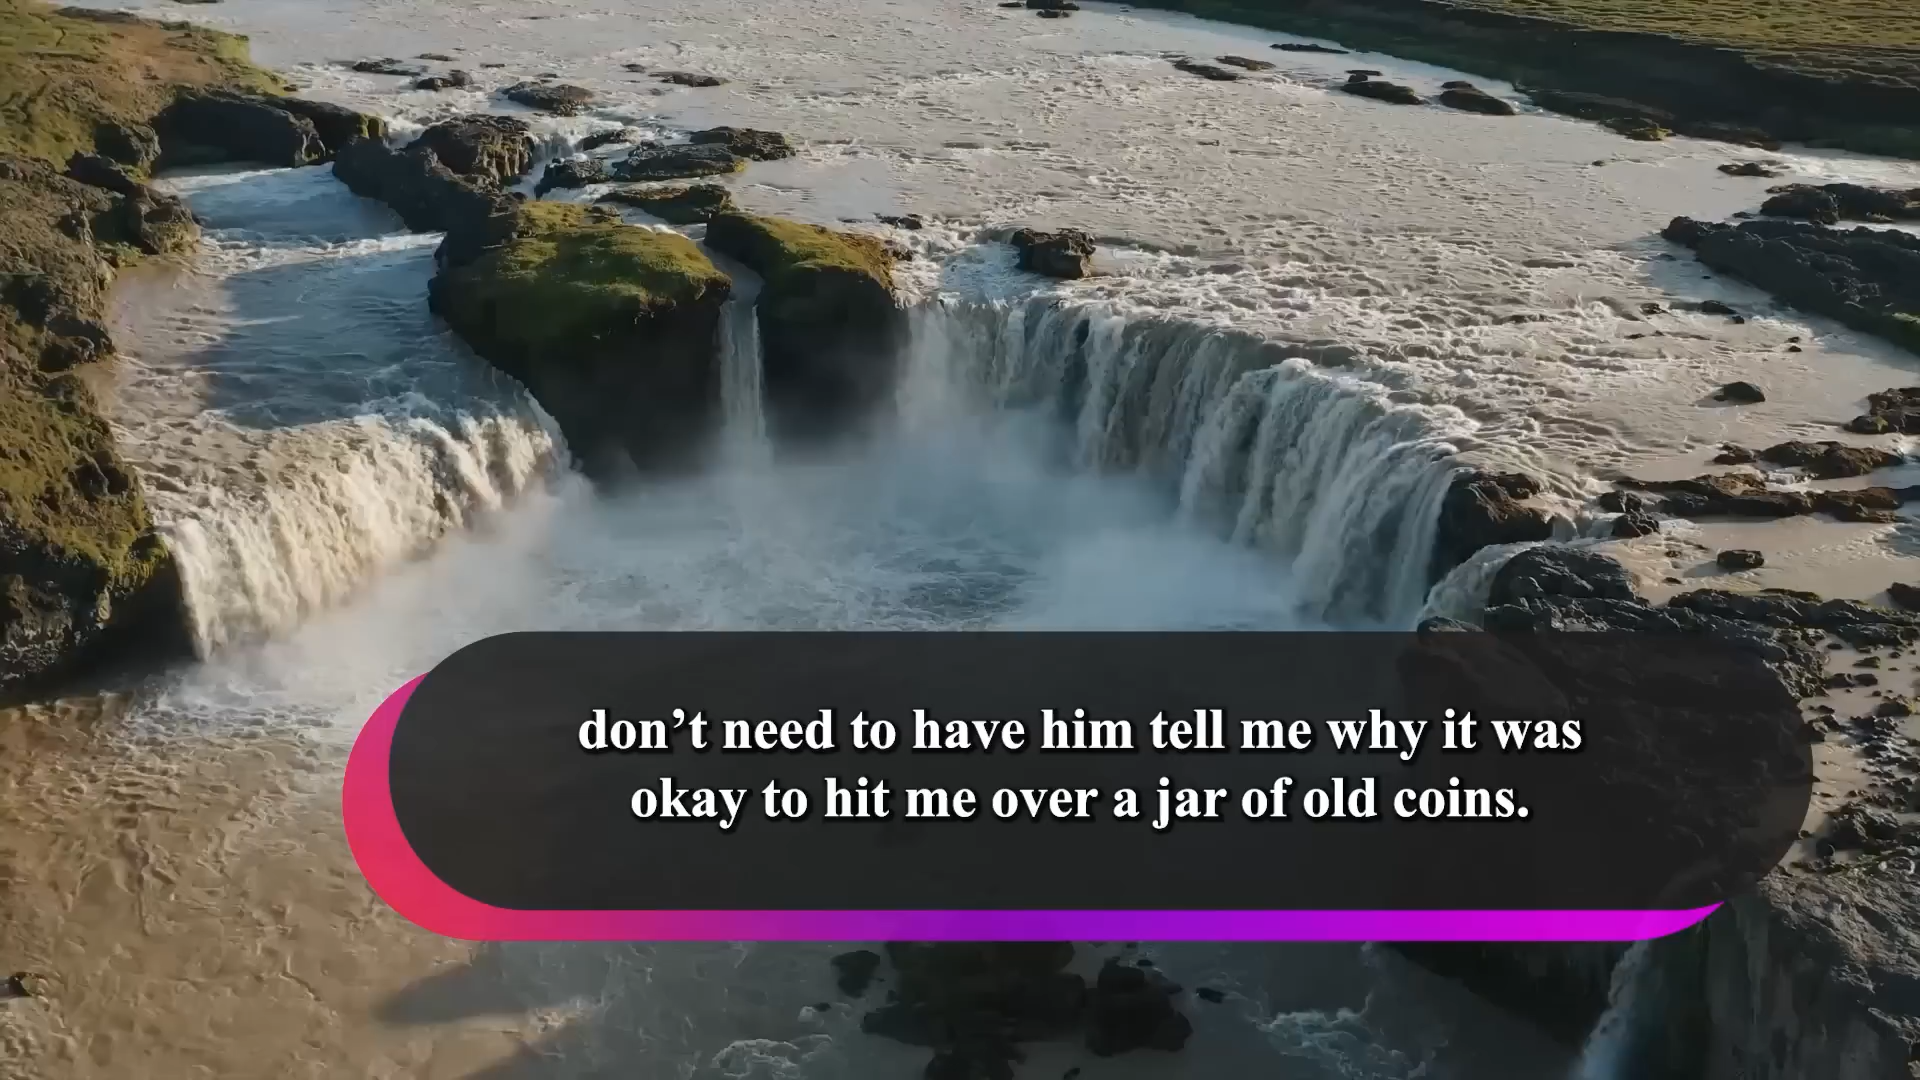 don’t need to have him tell me why it was
okay to hit me over a jar of old coins.